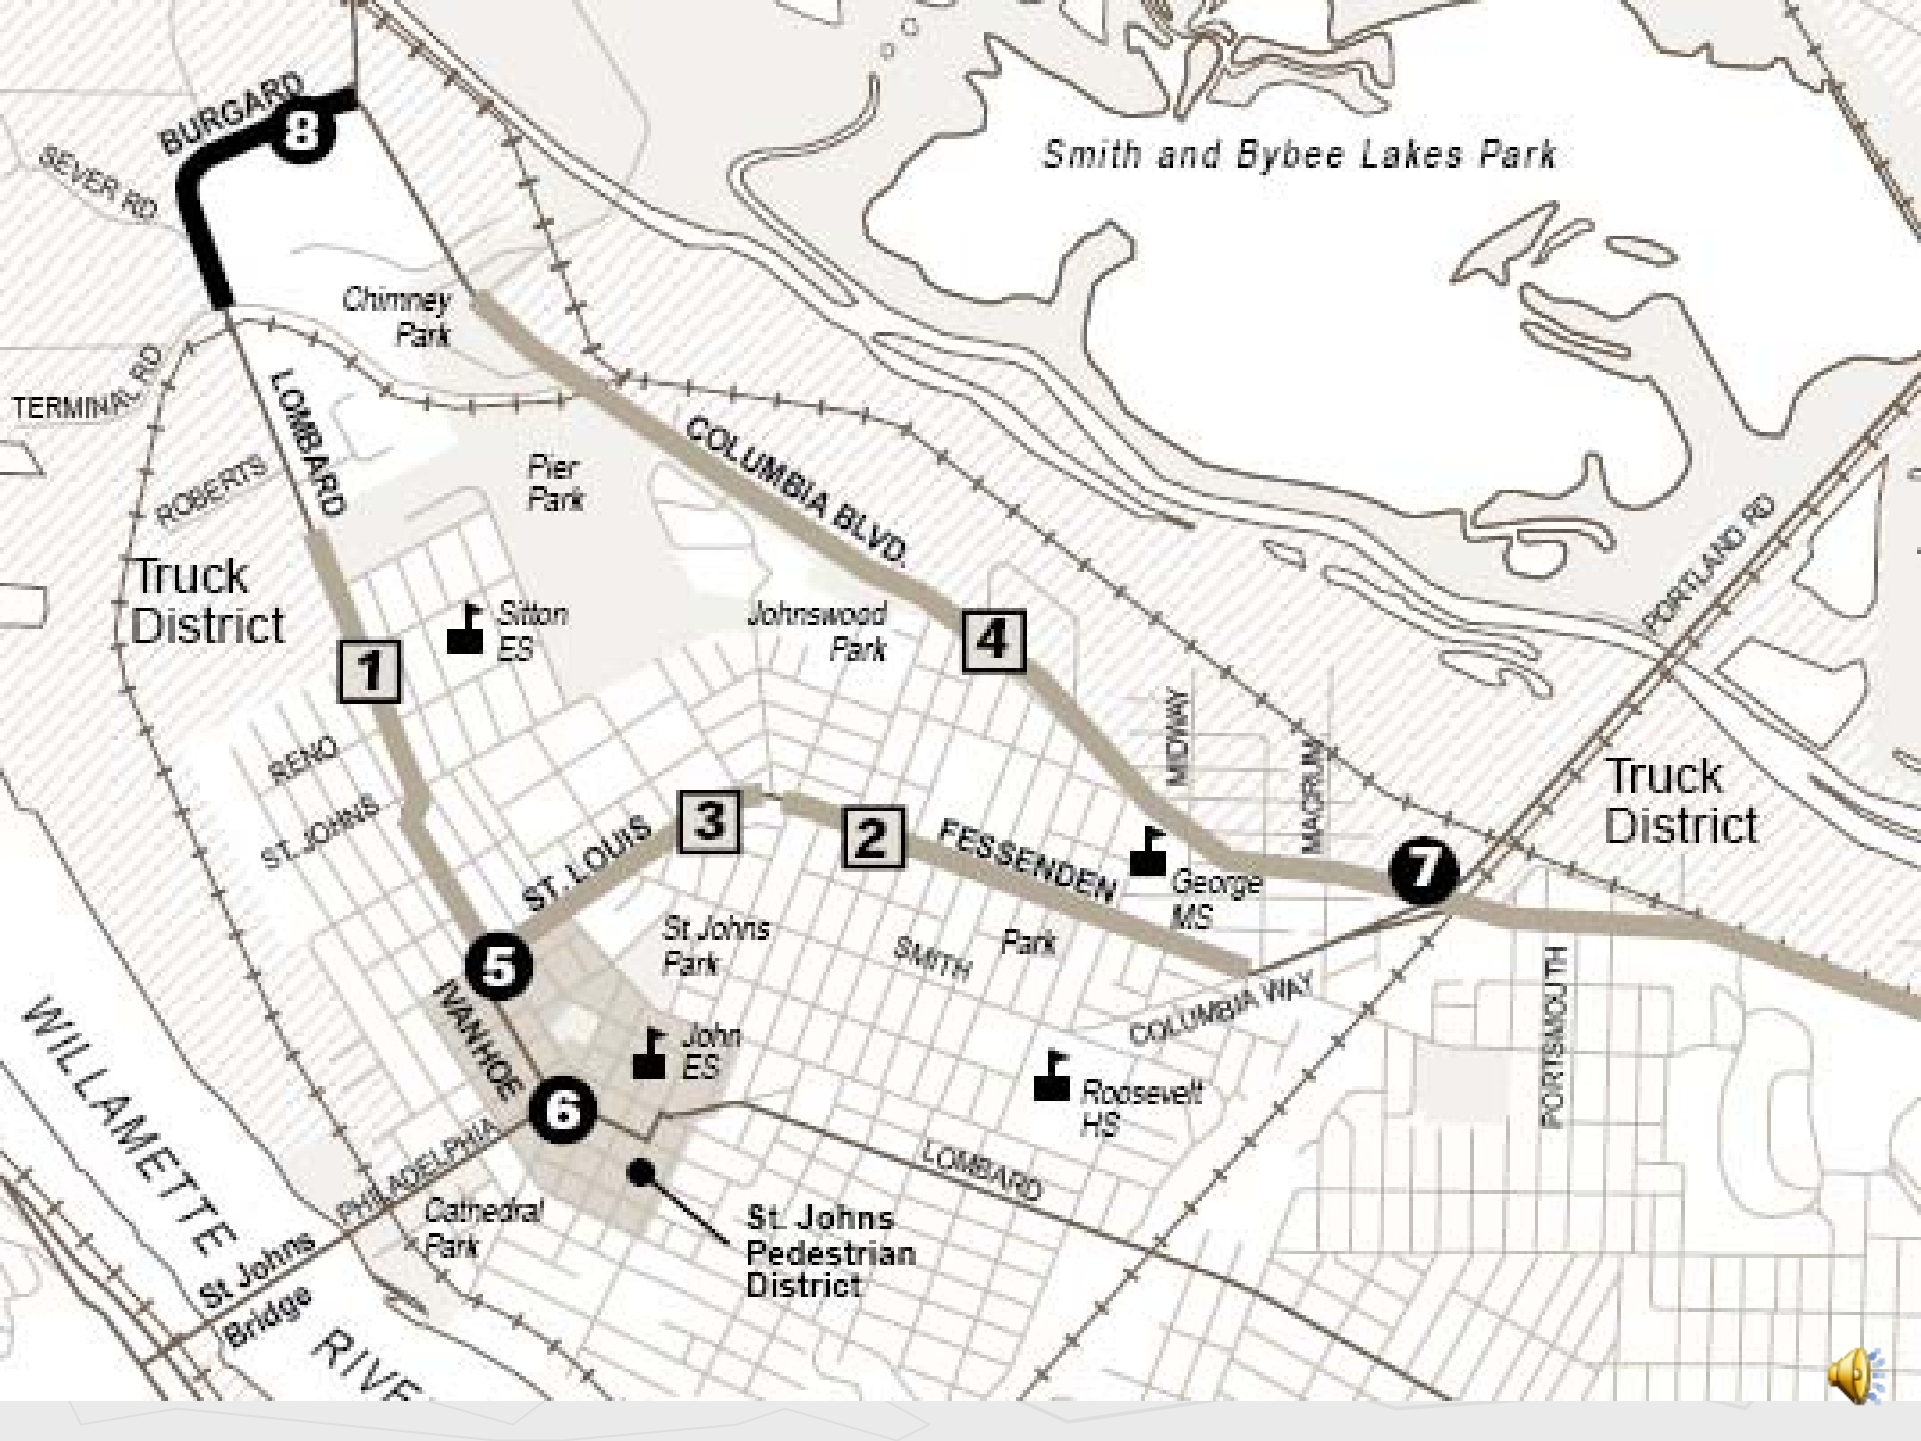 BURGARD
8
SEVER RD
Smith and Bybee Lakes Park
Chimney
Park
TERMINAL RD
LOMBARD
COLUMBIA BLVD.
ROBERTS
Pier
Park
PORTLAND RD
Truck
District
Sitton
ES
Johnswood
Park
4
1
MIDWAY
MACRUM
RENO
Truck
District
ST. JOHNS
3
2
ST. LOUIS
FESSENDEN
7
George
MS
St Johns
Park
SMITH
Park
5
IVANHOE
COLUMBIA WAY
PORTSMOUTH
WILLAMETTE
John
ES
Roosevelt
HS
6
PHILADELPHIA
LOMBARD
Cathedral
Park
St. Johns
Pedestrian
District
St Johns
Bridge
RIVE